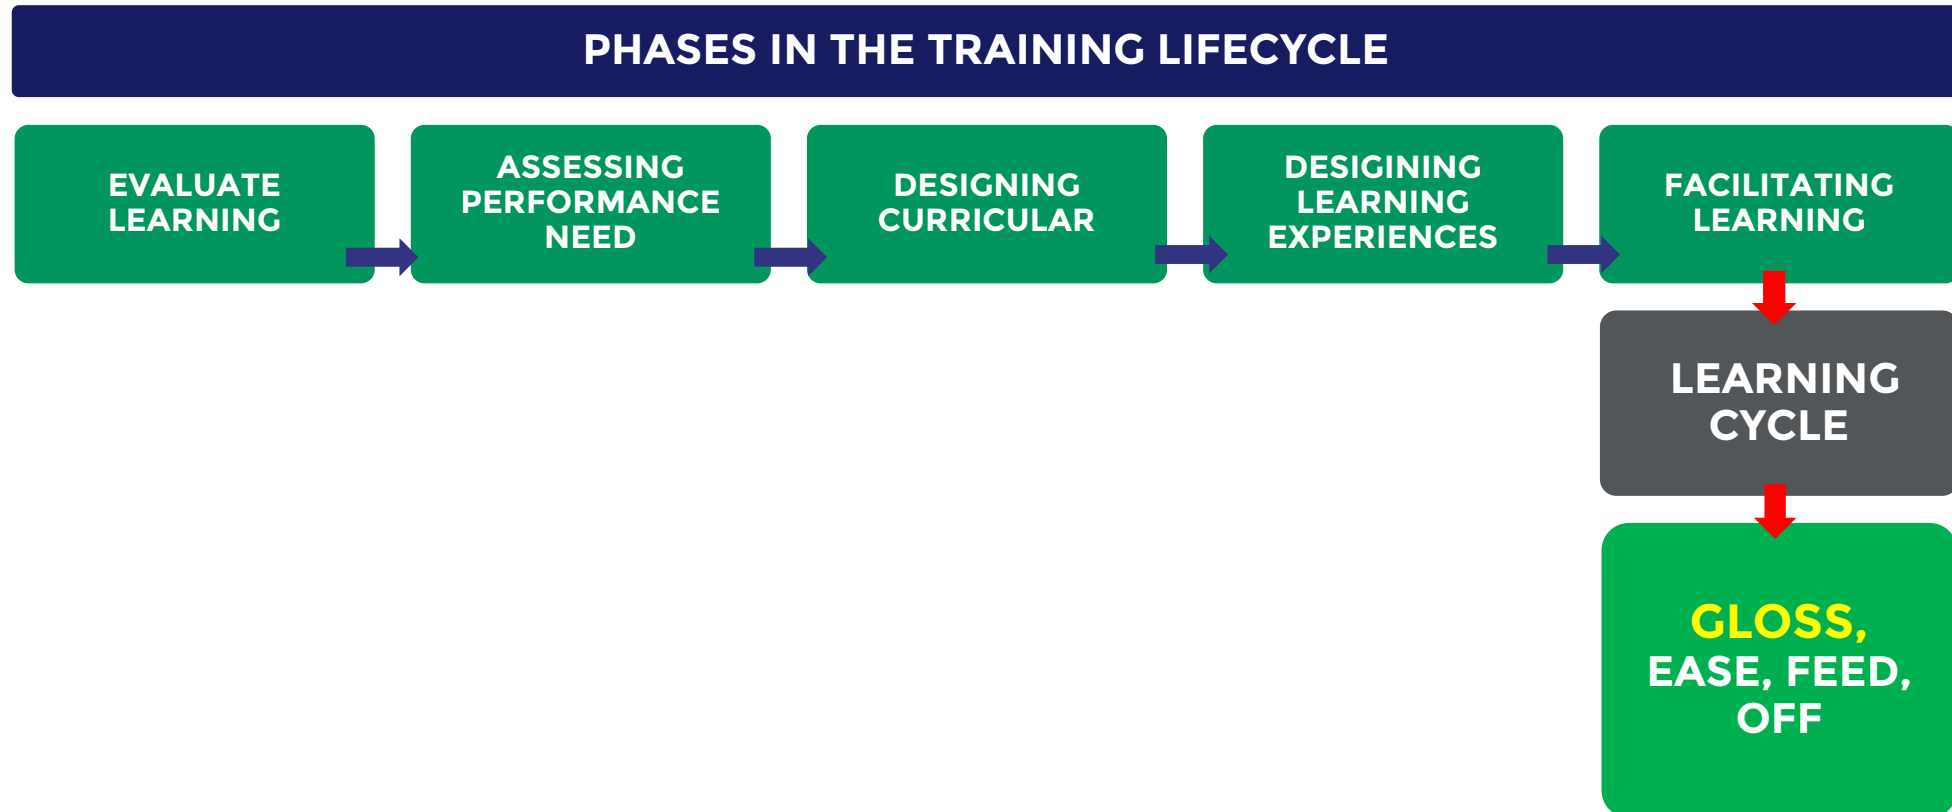 PHASES IN THE TRAINING LIFECYCLE
EVALUATE
LEARNING
ASSESSING
PERFORMANCE
NEED
DESIGNING
CURRICULAR
DESIGINING
LEARNING
EXPERIENCES
FACILITATING
LEARNING
LEARNING
CYCLE
GLOSS,
EASE, FEED,
OFF